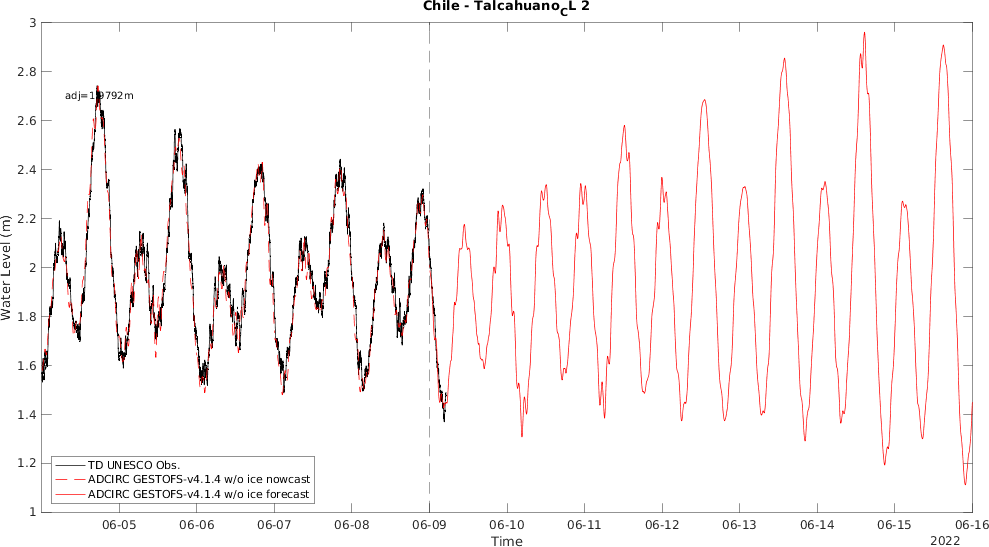 Chile - Talcahuano_CL 2
Water Level (m)
3
2.8
2.6
2.4
2.2
2
1.8
1.6
1.4
1.2
1
adj=1.9792m
TD UNESCO Obs.
ADCIRC GESTOFS-v4.1.4 w/o ice nowcast
ADCIRC GESTOFS-v4.1.4 w/o ice forecast
06-05 06-06 06-07 06-08 06-09 06-10 06-11 06-12 06-13 06-14 06-15 06-16
Time
2022